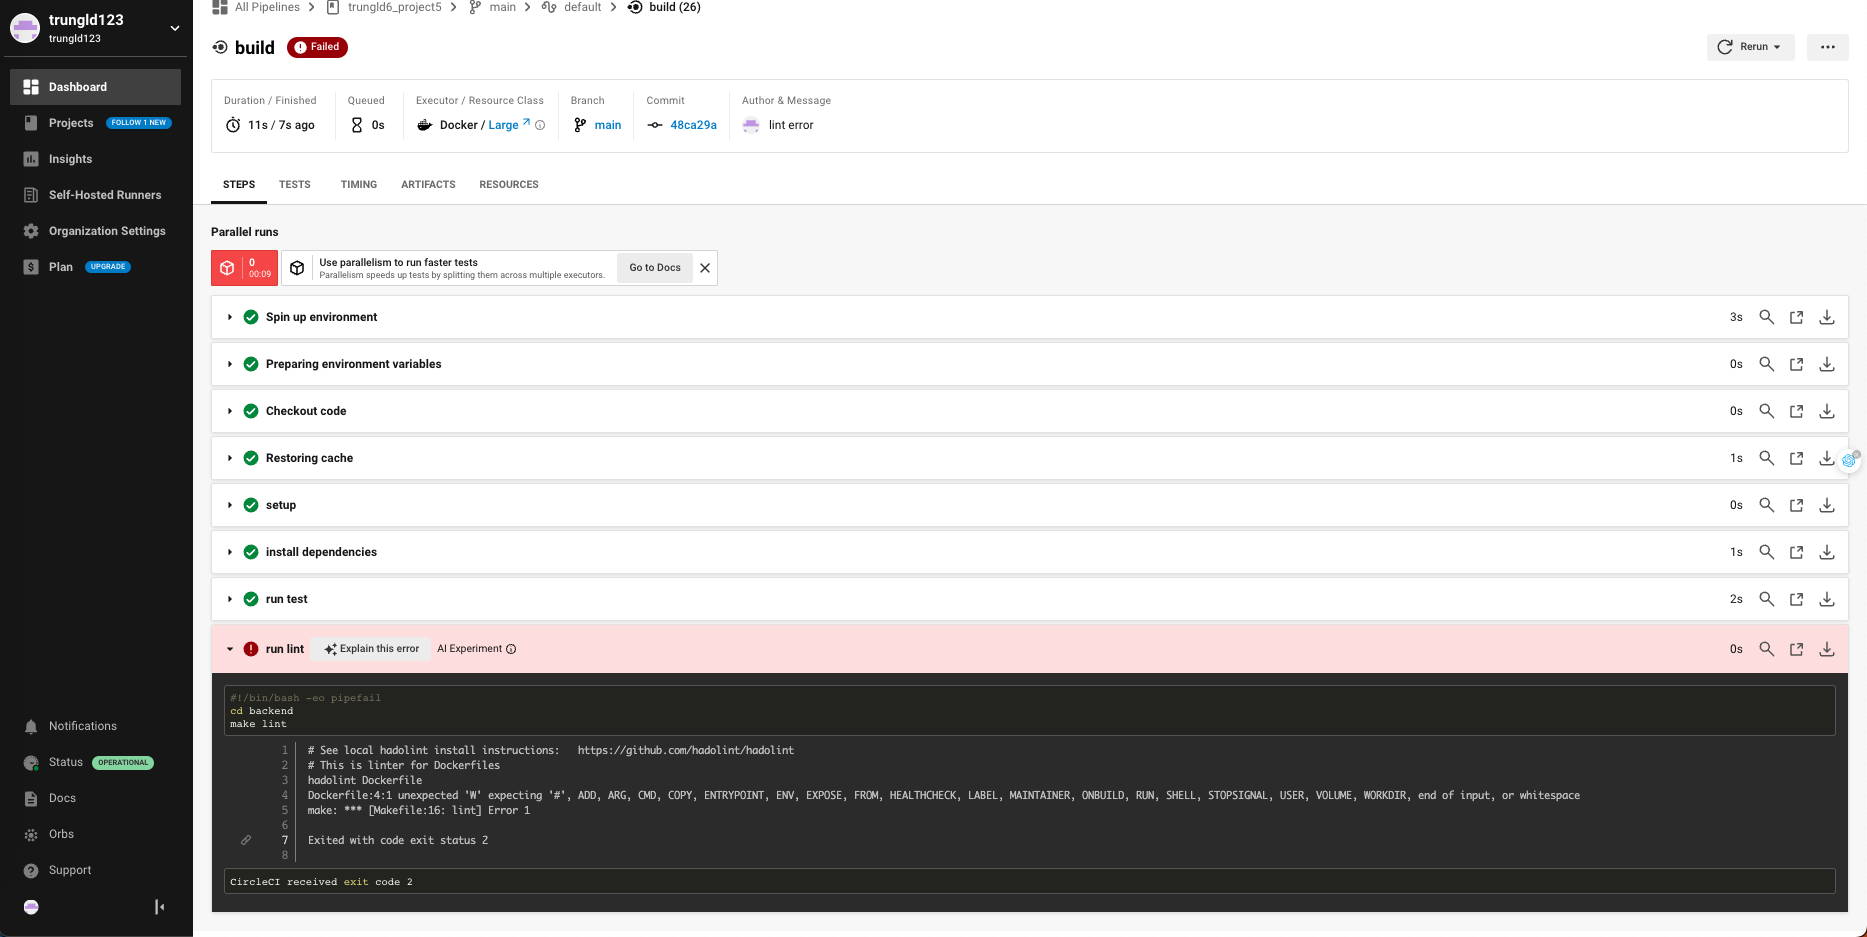 trungld123
trungld123
Dashboard
Projects FOLLOW 1 NEW
Insights
Self-Hosted Runners
Organization Settings
Plan UPGRADE
Notifications
Status OPERATIONAL
Docs
Orbs
Support
All Pipelines trungld6_project5 main default build (26)
build Failed
Rerun
Duration / Finished Queued Executor / Resource Class Branch Commit Author & Message
11s / 7s ago 0s Docker / Large main 48ca29a lint error
STEPS TESTS TIMING ARTIFACTS RESOURCES
Parallel runs
0
00:09
Use parallelism to run faster tests
Parallelism speeds up tests by splitting them across multiple executors.
Go to Docs
Spin up environment 3s
Preparing environment variables 0s
Checkout code 0s
Restoring cache 1s
setup 0s
install dependencies 1s
run test 2s
run lint Explain this error AI Experiment 0s
#!/bin/bash -eo pipefail
cd backend
make lint
1 # See local hadolint install instructions: https://github.com/hadolint/hadolint
2 # This is linter for Dockerfiles
3 hadolint Dockerfile
4 Dockerfile:4:1 unexpected 'W' expecting '#', ADD, ARG, CMD, COPY, ENTRYPOINT, ENV, EXPOSE, FROM, HEALTHCHECK, LABEL, MAINTAINER, ONBUILD, RUN, SHELL, STOPSIGNAL, USER, VOLUME, WORKDIR, end of input, or whitespace
5 make: *** [Makefile:16: lint] Error 1
6
7 Exited with code exit status 2
8
CircleCI received exit code 2